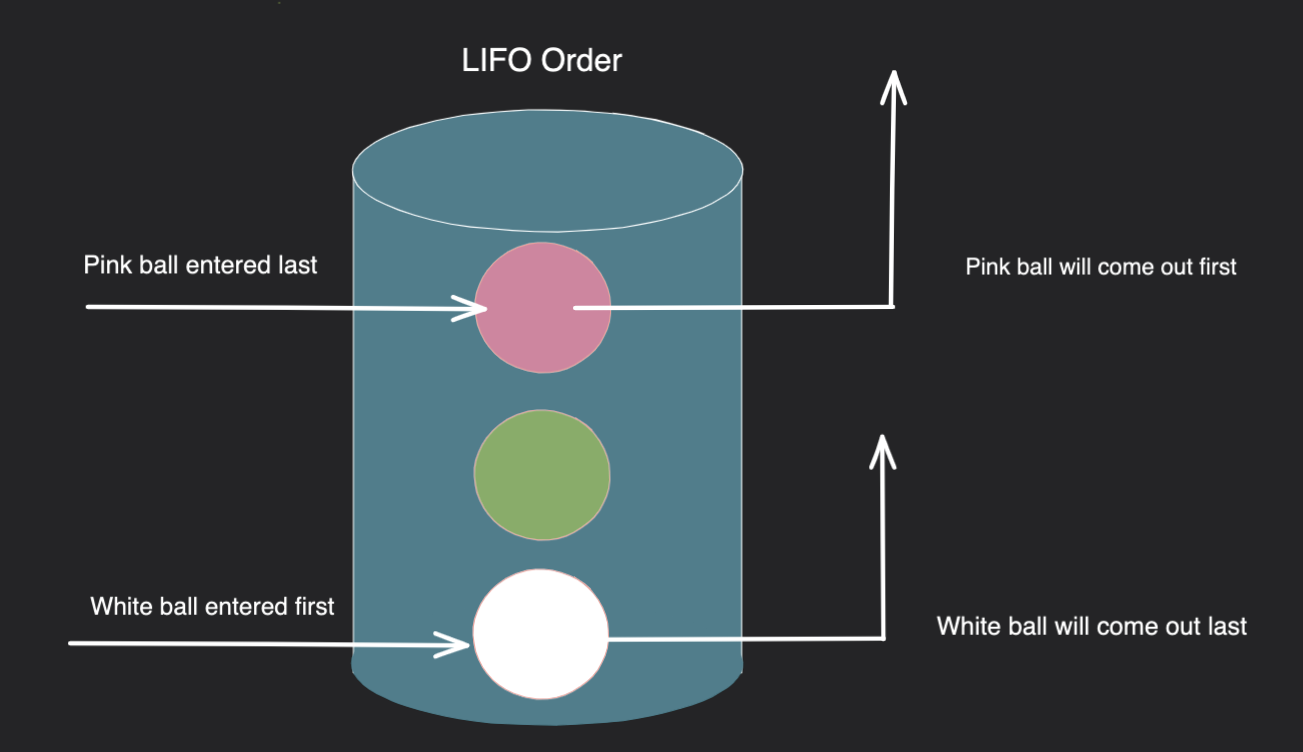 LIFO Order
Pink ball entered last
Pink ball will come out first
White ball entered first
White ball will come out last